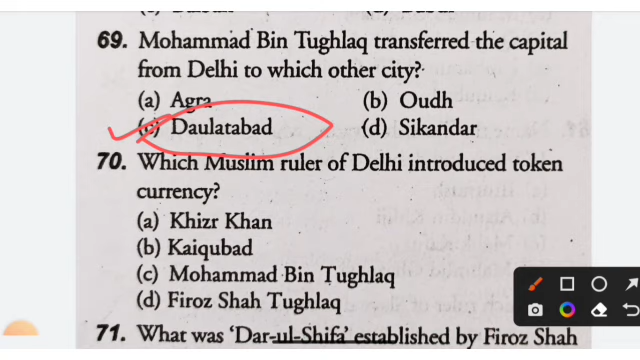 69. Mohammad Bin Tughlaq transferred the capital
from Delhi to which other city?
(a) Agra (b) Oudh
(c) Daulatabad (d) Sikandar
70. Which Muslim ruler of Delhi introduced token
currency?
(a) Khizr Khan
(b) Kaiqubad
(c) Mohammad Bin Tughlaq
(d) Firoz Shah Tughlaq
71. What was ‘Dar-ul-Shifa’ established by Firoz Shah